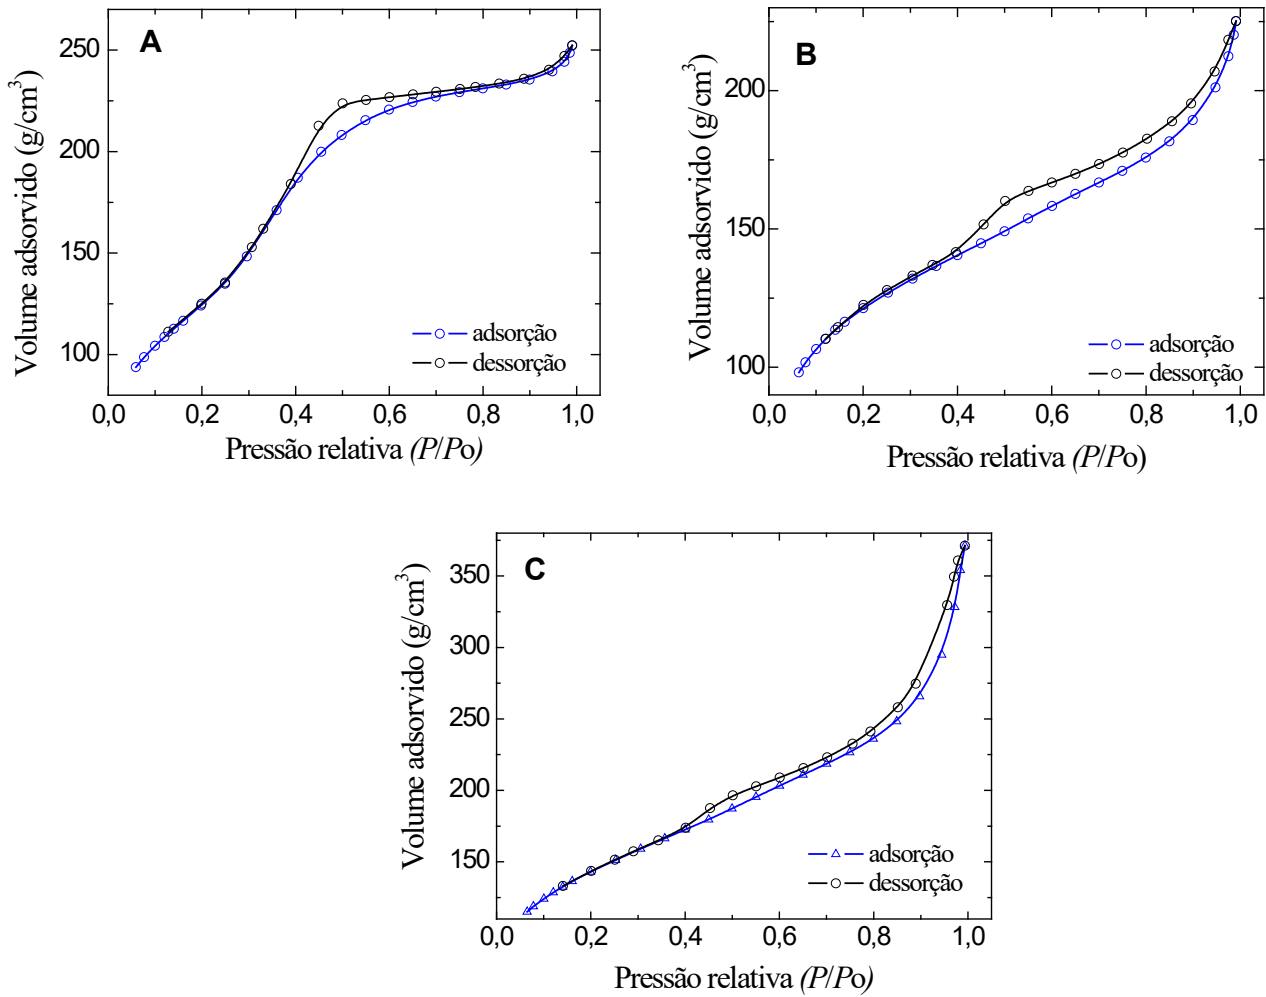 A
Volume adsorvido (g/cm³)
250
200
150
100
adsorção
dessorção
0,0 0,2 0,4 0,6 0,8 1,0
Pressão relativa (P/Po)
B
Volume adsorvido (g/cm³)
200
150
100
adsorção
dessorção
0,0 0,2 0,4 0,6 0,8 1,0
Pressão relativa (P/Po)
C
Volume adsorvido (g/cm³)
350
300
250
200
150
adsorção
dessorção
0,0 0,2 0,4 0,6 0,8 1,0
Pressão relativa (P/Po)